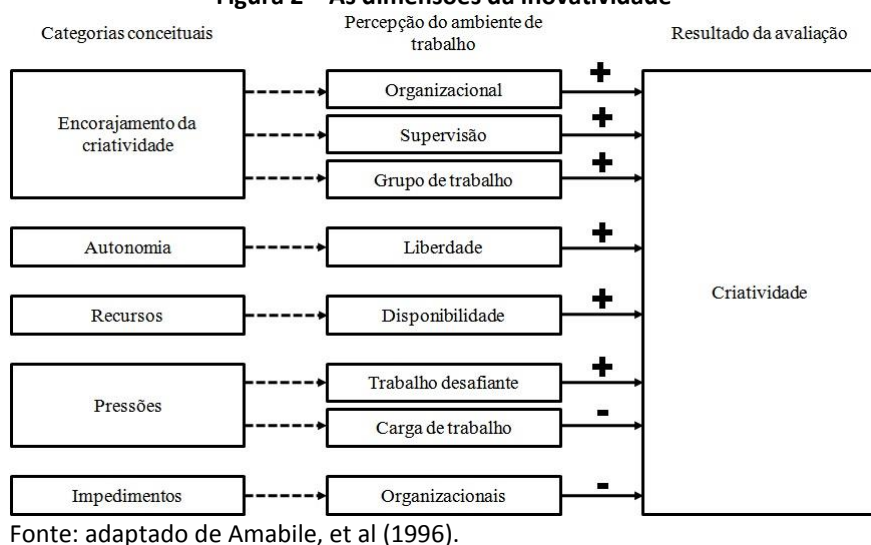 Figura 2 – As dimensões da inovatividade
Categorias conceituais
Percepção do ambiente de
trabalho
Resultado da avaliação
Encorajamento da
criatividade
Organizacional
+
Supervisão
+
Grupo de trabalho
+
Autonomia
Liberdade
+
Recursos
Disponibilidade
+
Criatividade
Pressões
Trabalho desafiante
+
Carga de trabalho
-
Impedimentos
Organizacionais
-
Fonte: adaptado de Amabile, et al (1996).